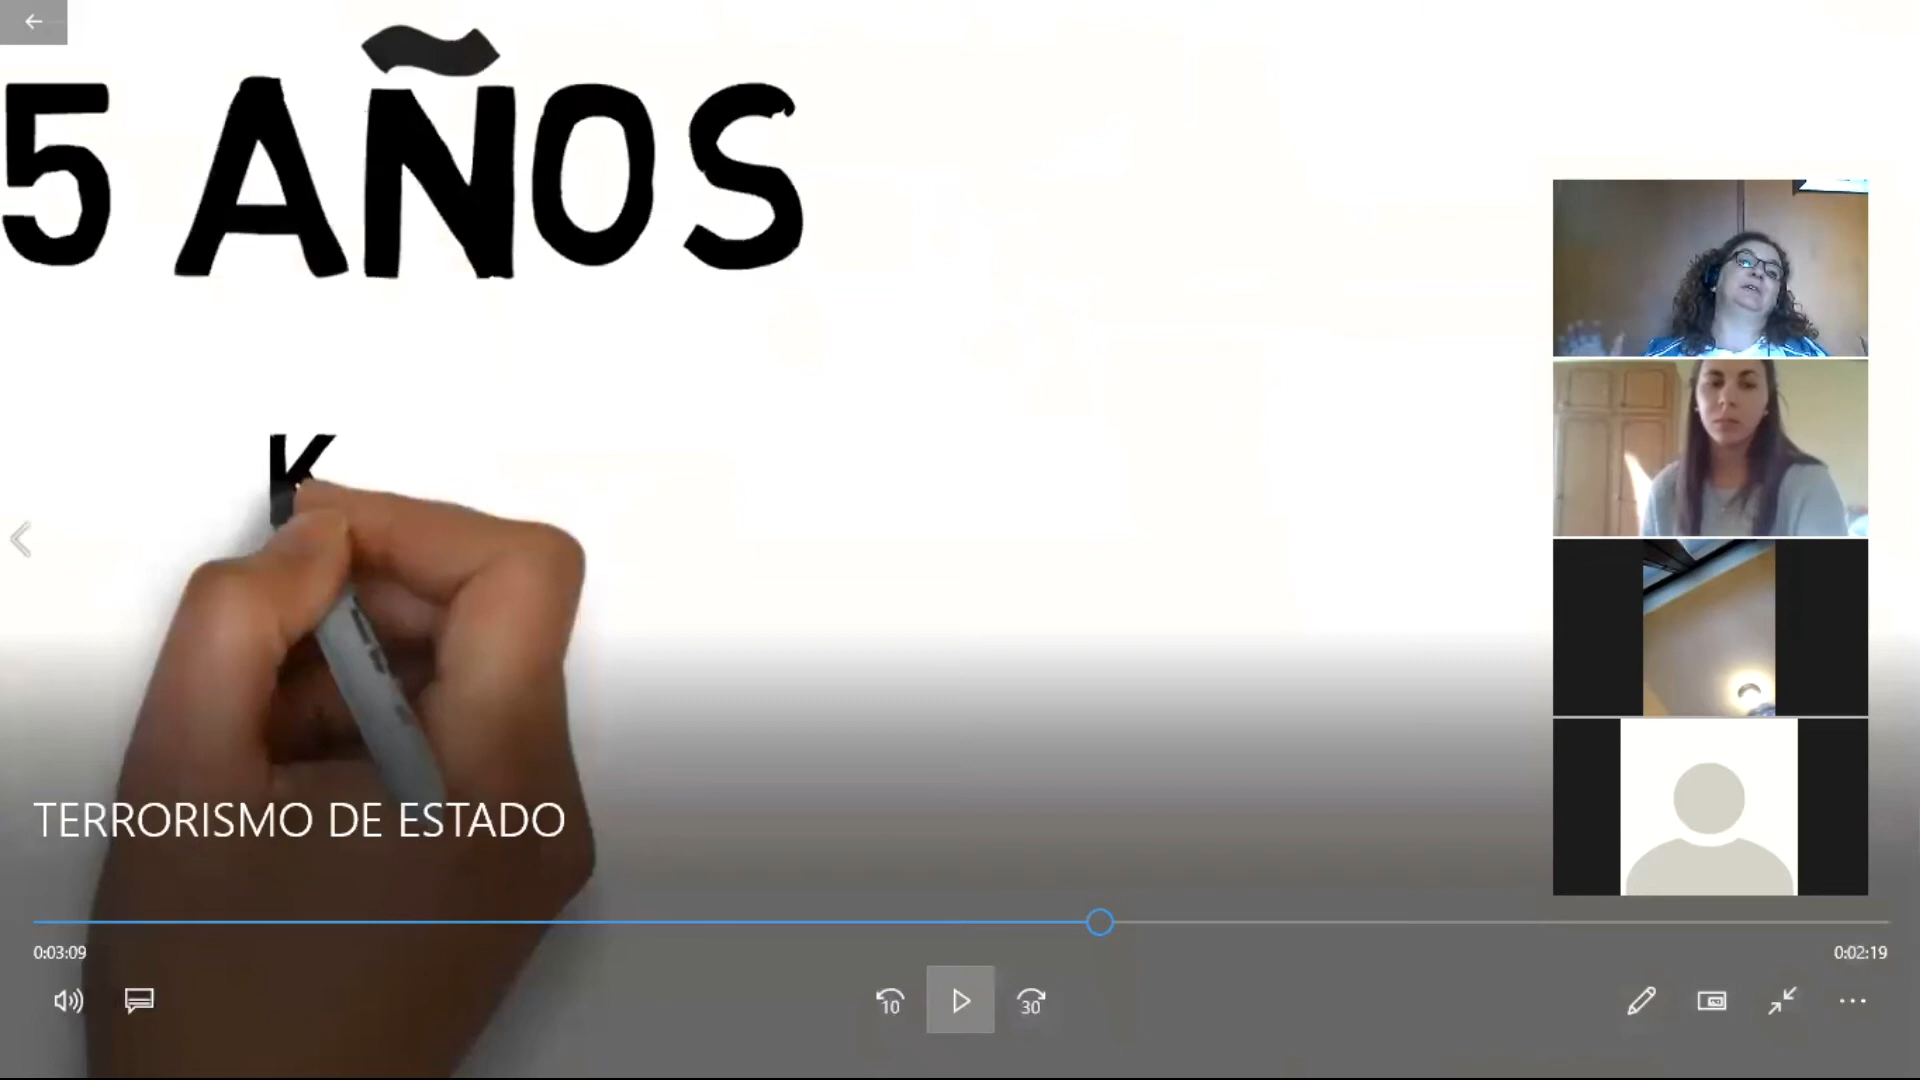 5 AÑOS
K
TERRORISMO DE ESTADO
0:03:09
0:02:19
10
30